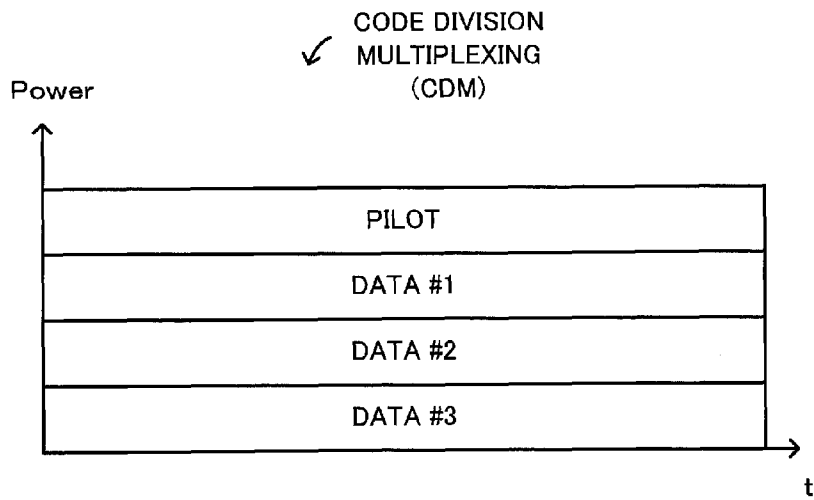 CODE DIVISION
MULTIPLEXING
(CDM)
Power
PILOT
DATA #1
DATA #2
DATA #3
t